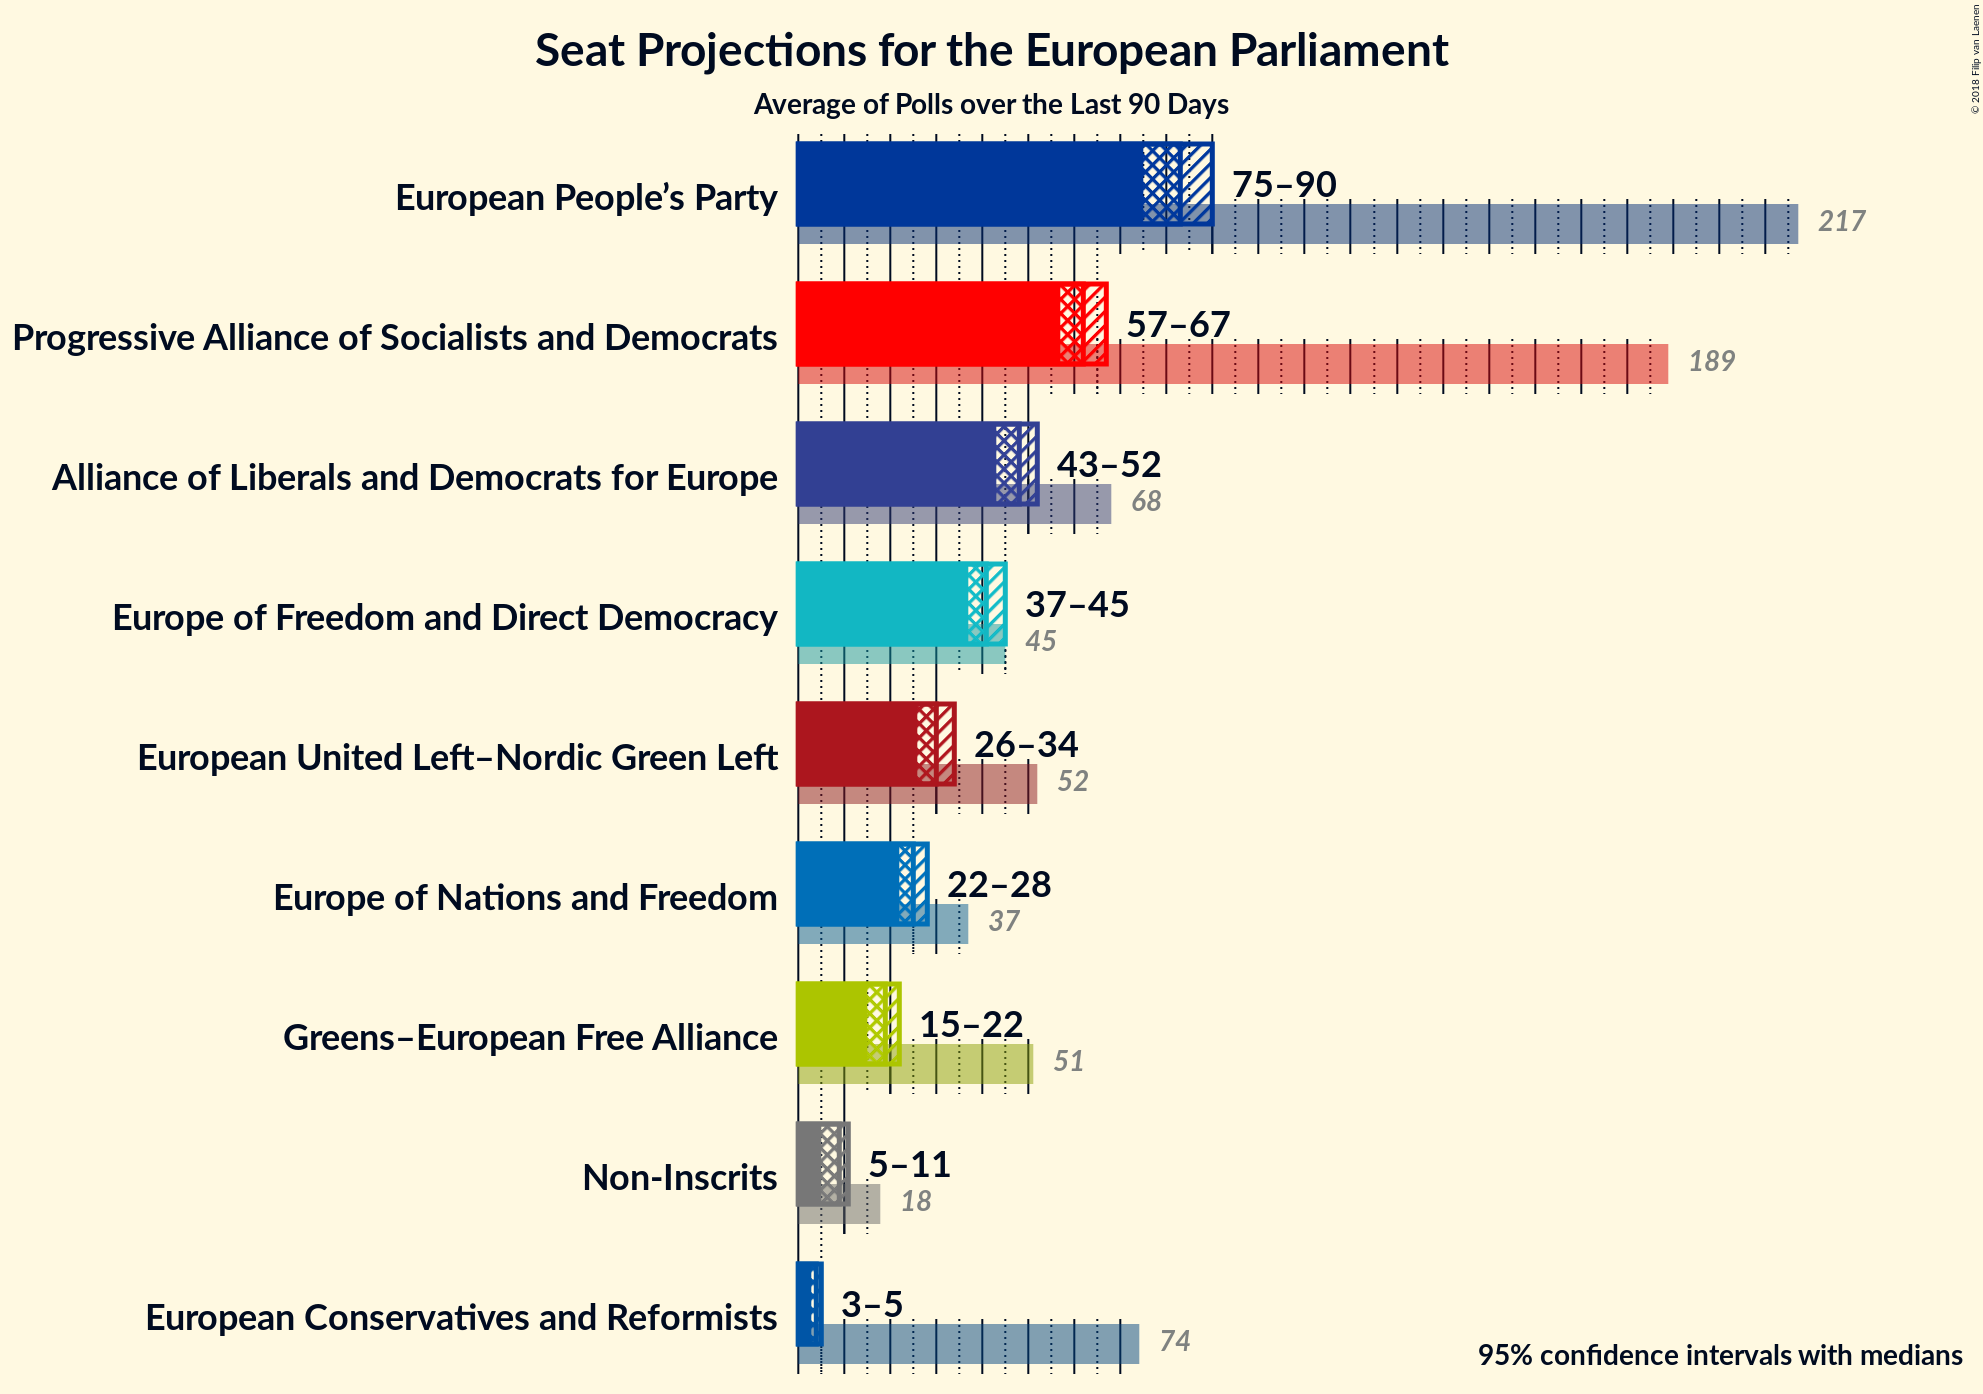 Seat Projections for the European Parliament
Average of Polls over the Last 90 Days
© 2018 Filip van Laenen
European People’s Party
75–90
217
Progressive Alliance of Socialists and Democrats
57–67
189
Alliance of Liberals and Democrats for Europe
43–52
68
Europe of Freedom and Direct Democracy
37–45
45
European United Left–Nordic Green Left
26–34
52
Europe of Nations and Freedom
22–28
37
Greens–European Free Alliance
15–22
51
Non-Inscrits
5–11
18
European Conservatives and Reformists
3–5
74
95% confidence intervals with medians